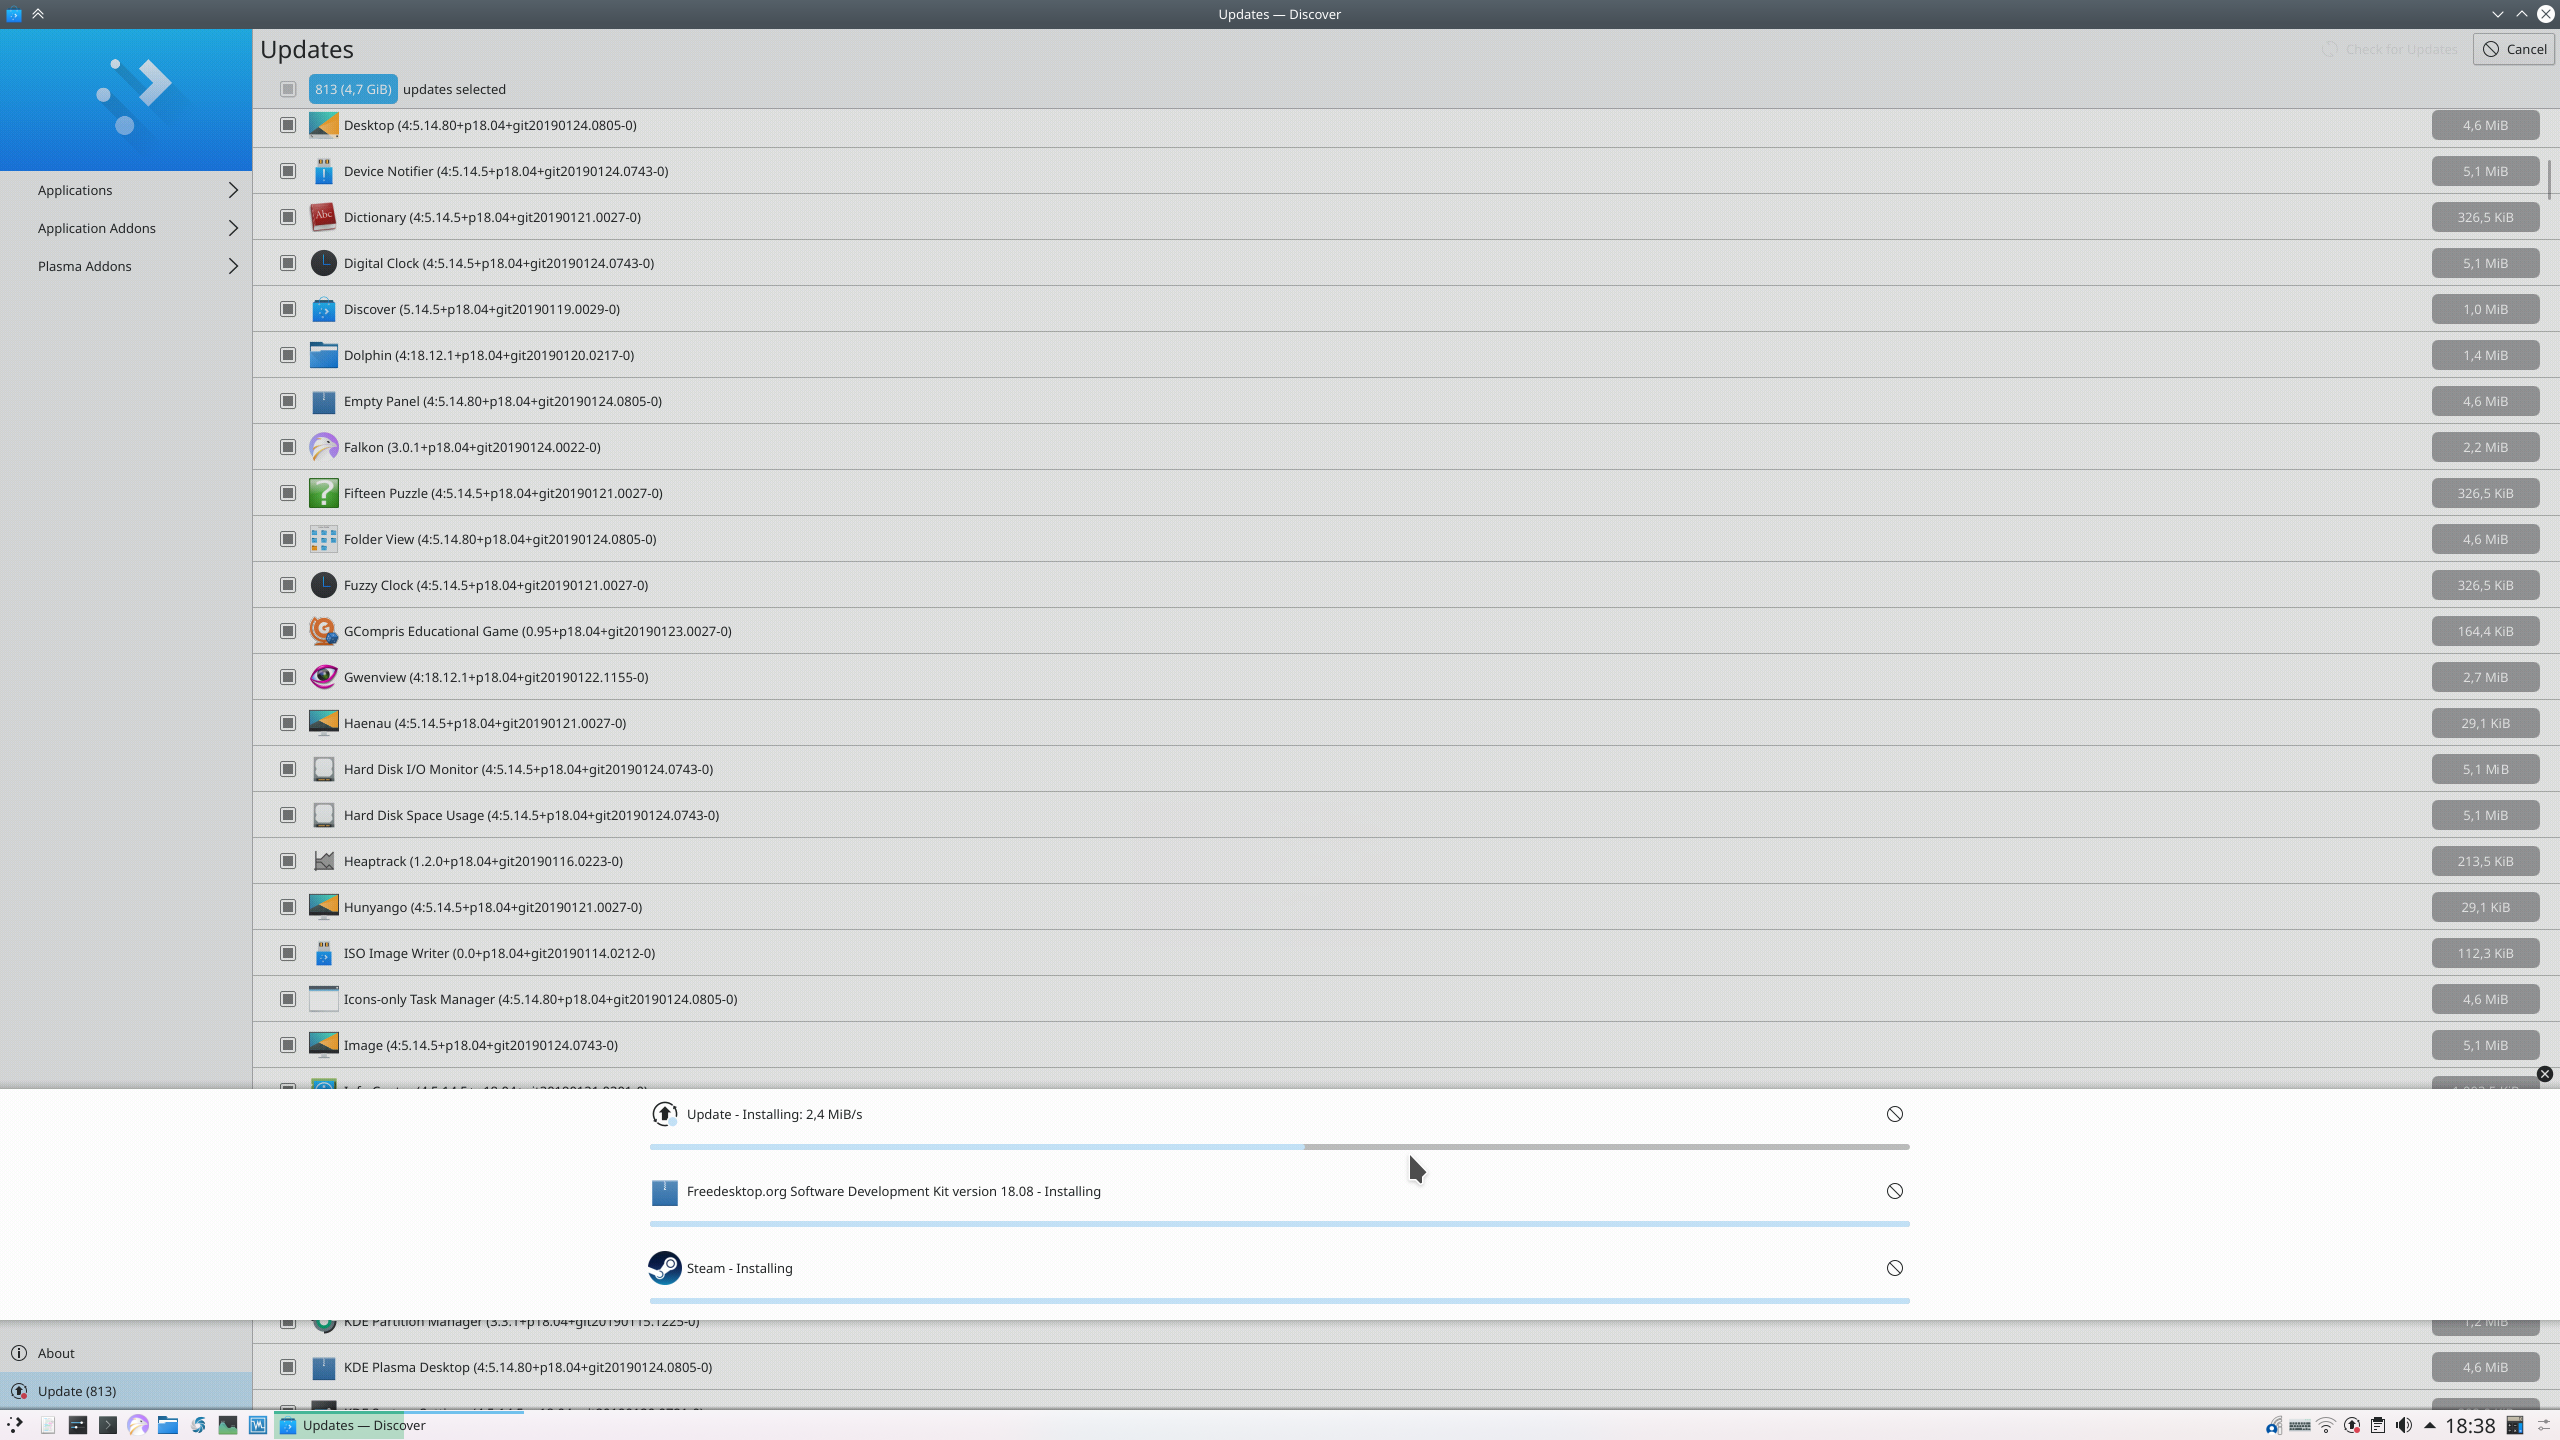 Updates — Discover
Updates
Check for Updates
Cancel
813 (4,7 GiB) updates selected
Applications
Application Addons
Plasma Addons
Desktop (4:5.14.80+p18.04+git20190124.0805-0) 4,6 MiB
Device Notifier (4:5.14.5+p18.04+git20190124.0743-0) 5,1 MiB
Dictionary (4:5.14.5+p18.04+git20190121.0027-0) 326,5 KiB
Digital Clock (4:5.14.5+p18.04+git20190124.0743-0) 5,1 MiB
Discover (5.14.5+p18.04+git20190119.0029-0) 1,0 MiB
Dolphin (4:18.12.1+p18.04+git20190120.0217-0) 1,4 MiB
Empty Panel (4:5.14.80+p18.04+git20190124.0805-0) 4,6 MiB
Falkon (3.0.1+p18.04+git20190124.0022-0) 2,2 MiB
Fifteen Puzzle (4:5.14.5+p18.04+git20190121.0027-0) 326,5 KiB
Folder View (4:5.14.80+p18.04+git20190124.0805-0) 4,6 MiB
Fuzzy Clock (4:5.14.5+p18.04+git20190121.0027-0) 326,5 KiB
GCompris Educational Game (0.95+p18.04+git20190123.0027-0) 164,4 KiB
Gwenview (4:18.12.1+p18.04+git20190122.1155-0) 2,7 MiB
Haenau (4:5.14.5+p18.04+git20190121.0027-0) 29,1 KiB
Hard Disk I/O Monitor (4:5.14.5+p18.04+git20190124.0743-0) 5,1 MiB
Hard Disk Space Usage (4:5.14.5+p18.04+git20190124.0743-0) 5,1 MiB
Heaptrack (1.2.0+p18.04+git20190116.0223-0) 213,5 KiB
Hunyango (4:5.14.5+p18.04+git20190121.0027-0) 29,1 KiB
ISO Image Writer (0.0+p18.04+git20190114.0212-0) 112,3 KiB
Icons-only Task Manager (4:5.14.80+p18.04+git20190124.0805-0) 4,6 MiB
Image (4:5.14.5+p18.04+git20190124.0743-0) 5,1 MiB
Update - Installing: 2,4 MiB/s
Freedesktop.org Software Development Kit version 18.08 - Installing
Steam - Installing
KDE Partition Manager (3.3.1+p18.04+git20190115.1225-0) 1,2 MiB
KDE Plasma Desktop (4:5.14.80+p18.04+git20190124.0805-0) 4,6 MiB
About
Update (813)
Updates — Discover
18:38